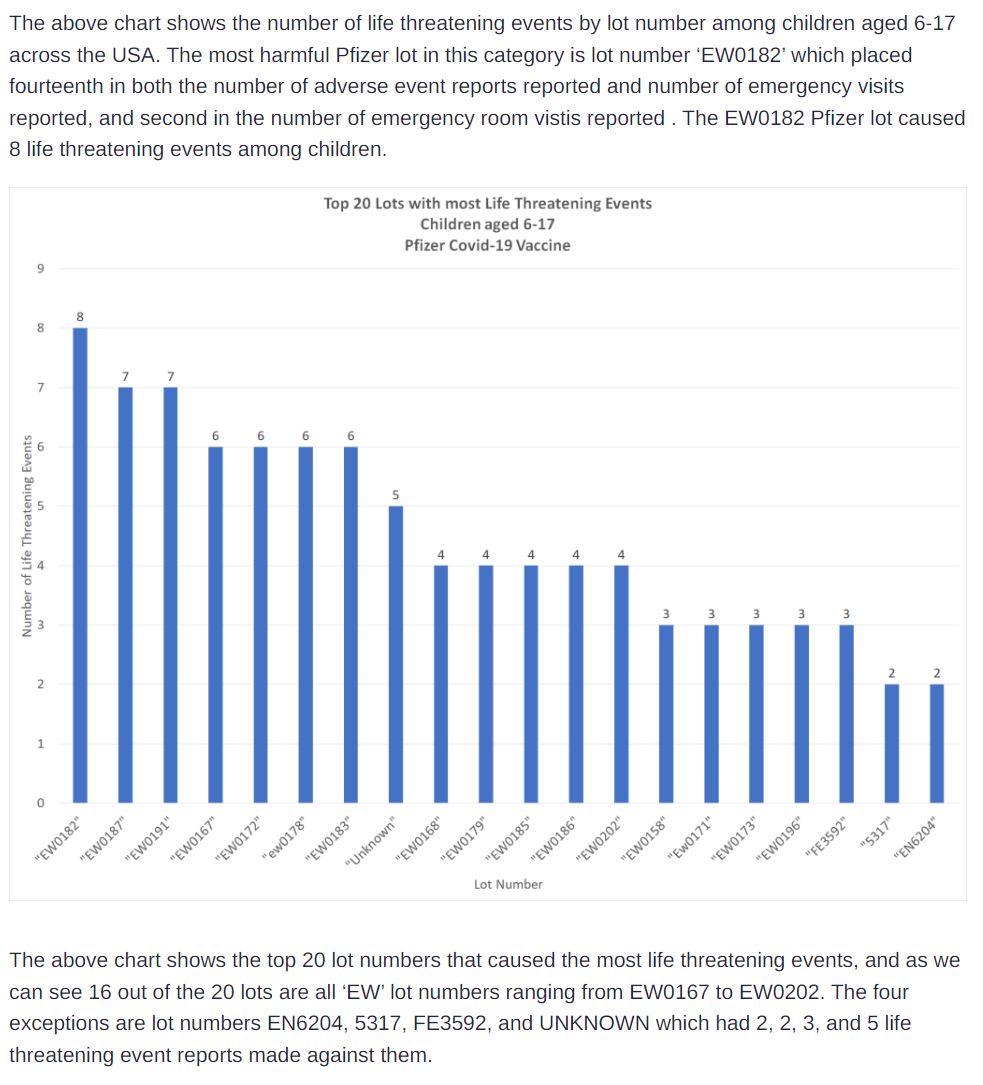 The above chart shows the number of life threatening events by lot number among children aged 6-17
across the USA. The most harmful Pfizer lot in this category is lot number ‘EW0182’ which placed
fourteenth in both the number of adverse event reports reported and number of emergency visits
reported, and second in the number of emergency room vistis reported . The EW0182 Pfizer lot caused
8 life threatening events among children.
Top 20 Lots with most Life Threatening Events
Children aged 6-17
Pfizer Covid-19 Vaccine
Number of Life Threatening Events
9
8
7
6
5
4
3
2
1
0
8
7
7
6
6
6
6
5
4
4
4
4
4
3
3
3
3
3
2
2
"EW0182"
"EW0187"
"EW0191"
"EW0167"
"EW0172"
"ew0178"
"EW0183"
"Unknown"
"EW0168"
"EW0179"
"EW0185"
"EW0186"
"EW0202"
"EW0158"
"Ew0171"
"EW0173"
"EW0196"
"FE3592"
"5317"
"EN6204"
Lot Number
The above chart shows the top 20 lot numbers that caused the most life threatening events, and as we
can see 16 out of the 20 lots are all ‘EW’ lot numbers ranging from EW0167 to EW0202. The four
exceptions are lot numbers EN6204, 5317, FE3592, and UNKNOWN which had 2, 2, 3, and 5 life
threatening event reports made against them.